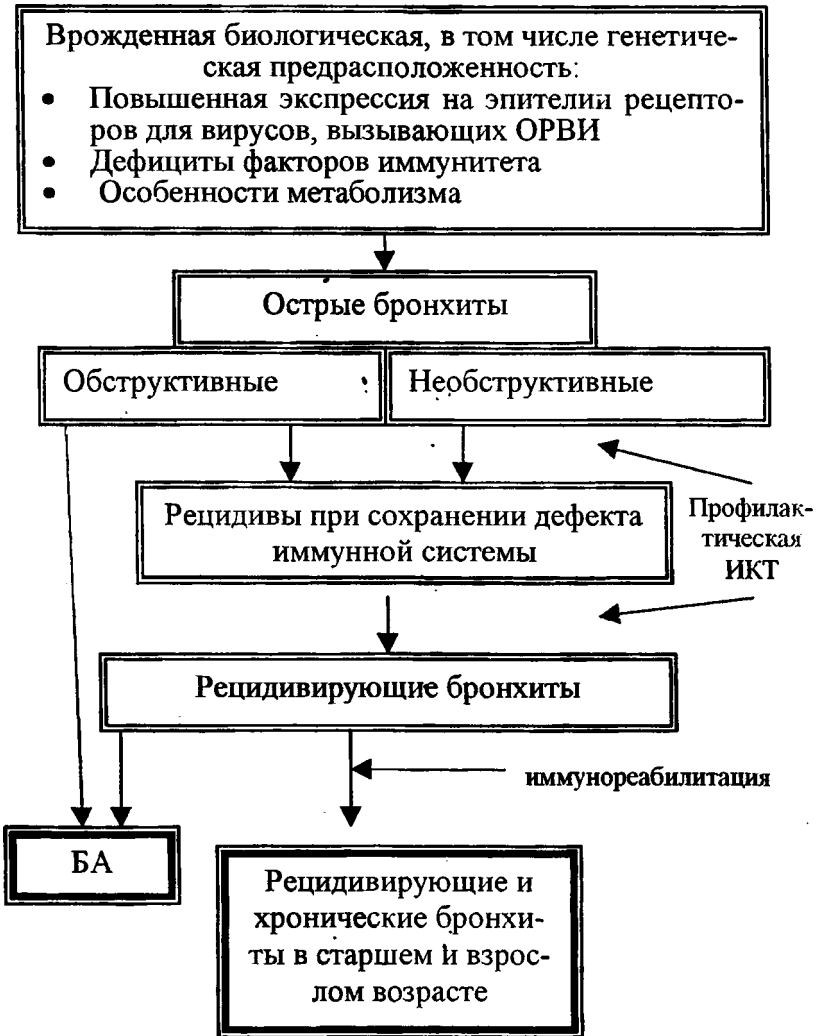 Врожденная биологическая, в том числе генетиче-
ская предрасположенность:
• Повышенная экспрессия на эпителии рецепто-
ров для вирусов, вызывающих ОРВИ
• Дефициты факторов иммунитета
• Особенности метаболизма
Острые бронхиты
Обструктивные
Необструктивные
Рецидивы при сохранении дефекта
иммунной системы
Профилак-
тическая
ИКТ
Рецидивирующие бронхиты
иммунореабилитация
БА
Рецидивирующие и
хронические бронхи-
ты в старшем и взрос-
лом возрасте